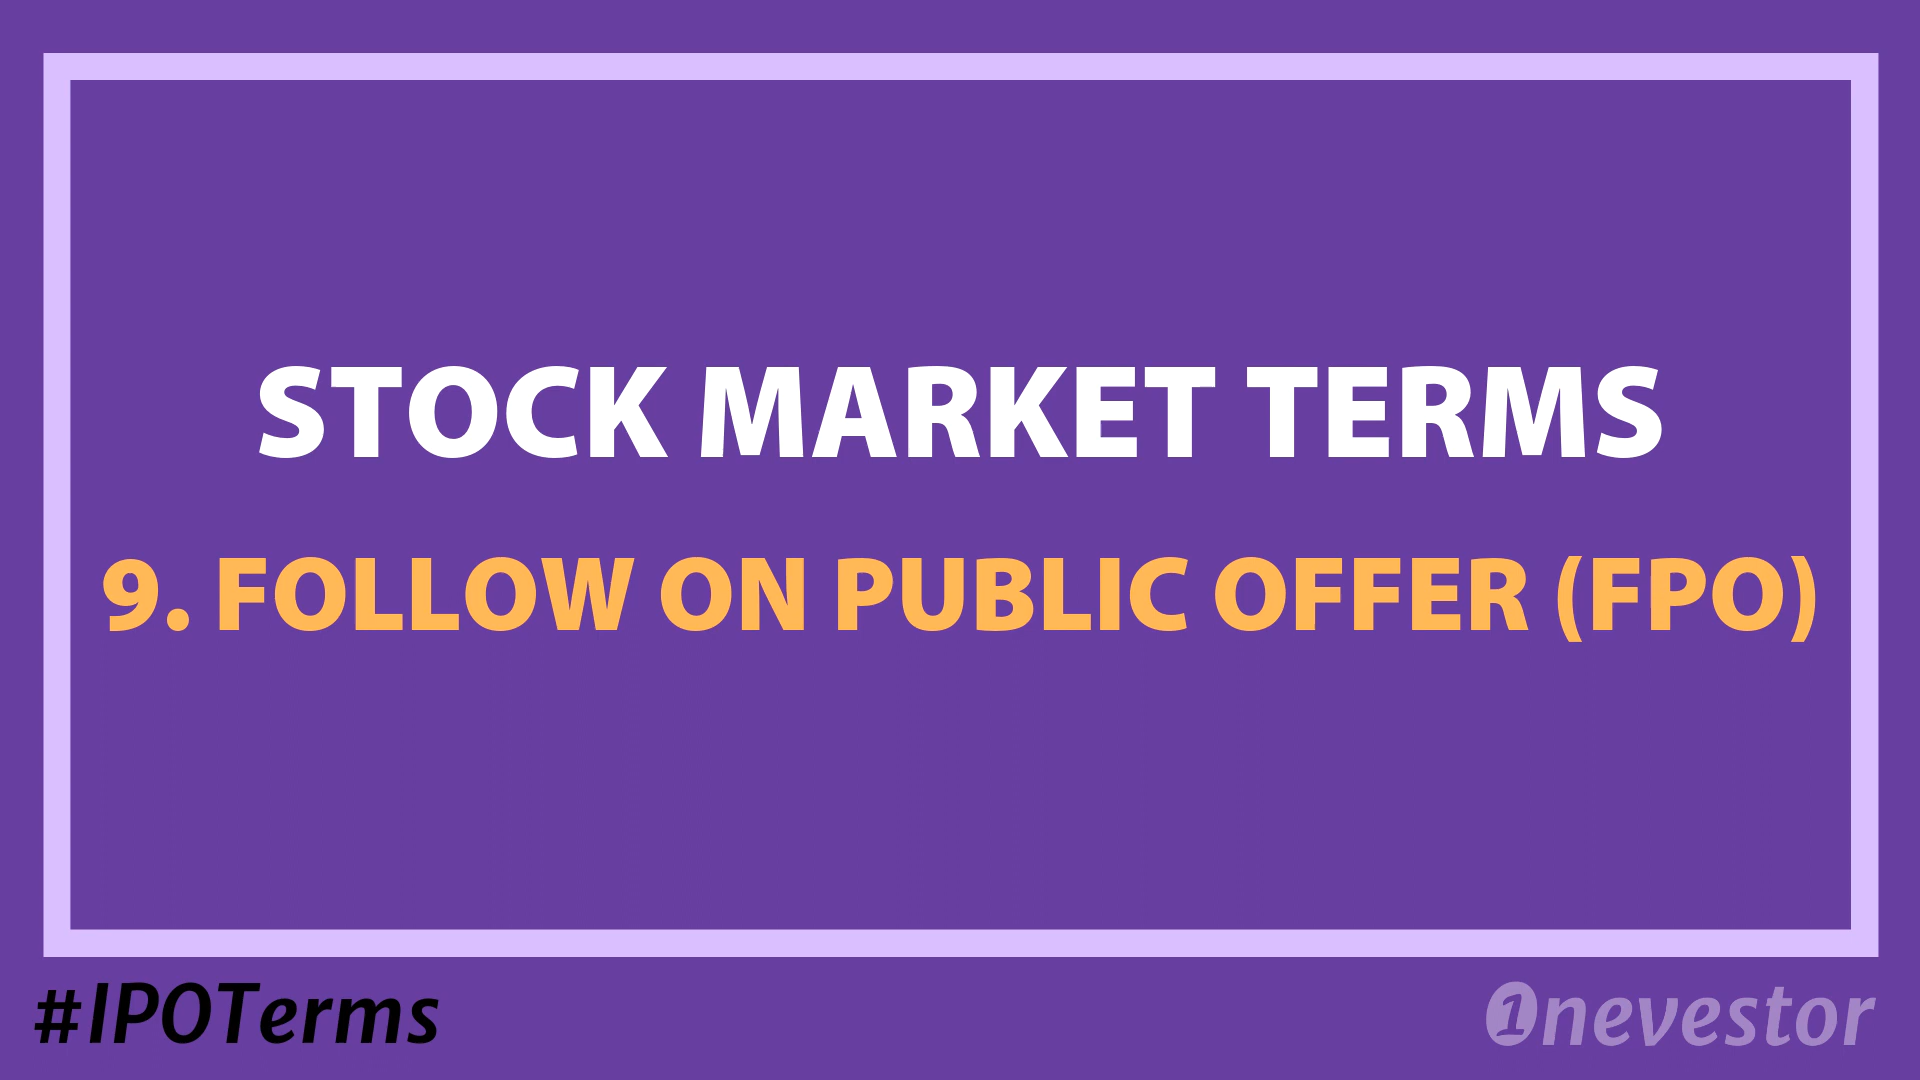 STOCK MARKET TERMS
9. FOLLOW ON PUBLIC OFFER (FPO)
#IPOTerms
1nevestor